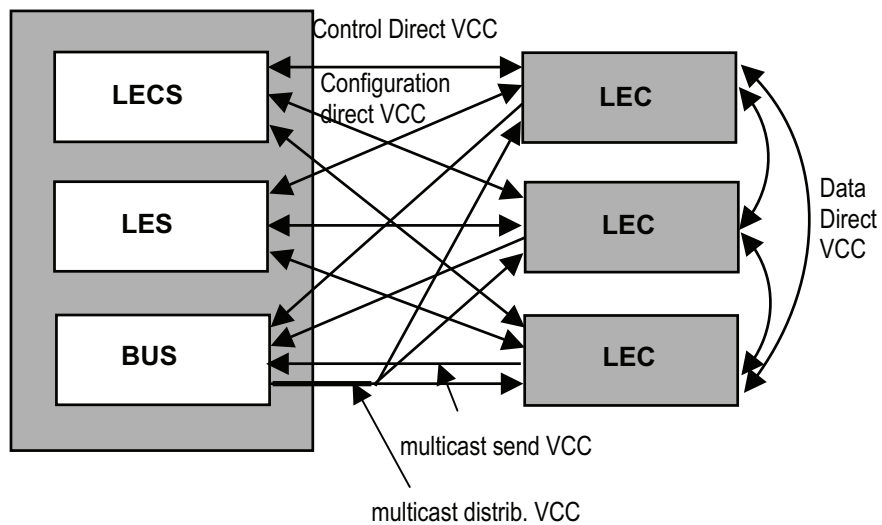 Control Direct VCC
LECS
Configuration
direct VCC
LEC
LES
LEC
Data
Direct
VCC
BUS
LEC
multicast send VCC
multicast distrib. VCC